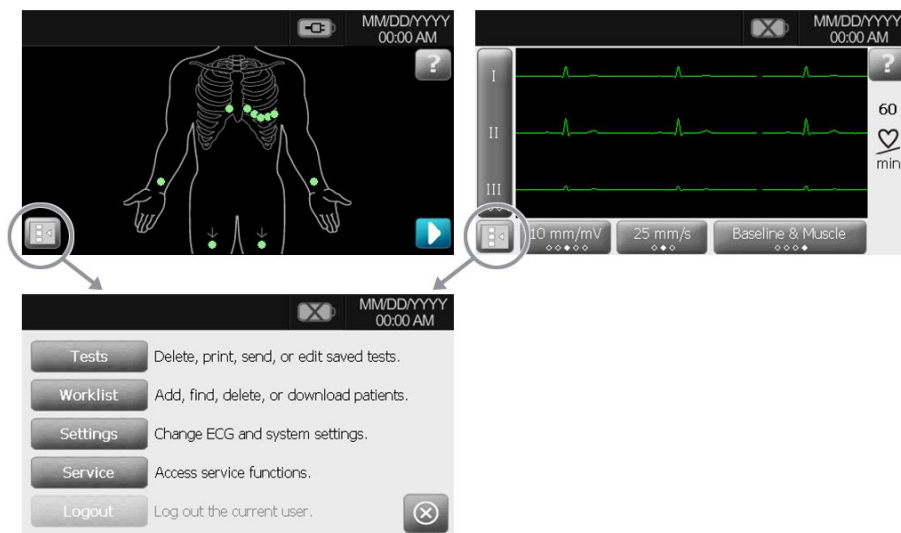 MM/DD/YYYY
00:00 AM
?
MM/DD/YYYY
00:00 AM
I
?
60
II
min
III
10 mm/mV
25 mm/s
Baseline & Muscle
MM/DD/YYYY
00:00 AM
Tests Delete, print, send, or edit saved tests.
Worklist Add, find, delete, or download patients.
Settings Change ECG and system settings.
Service Access service functions.
Logout Log out the current user.